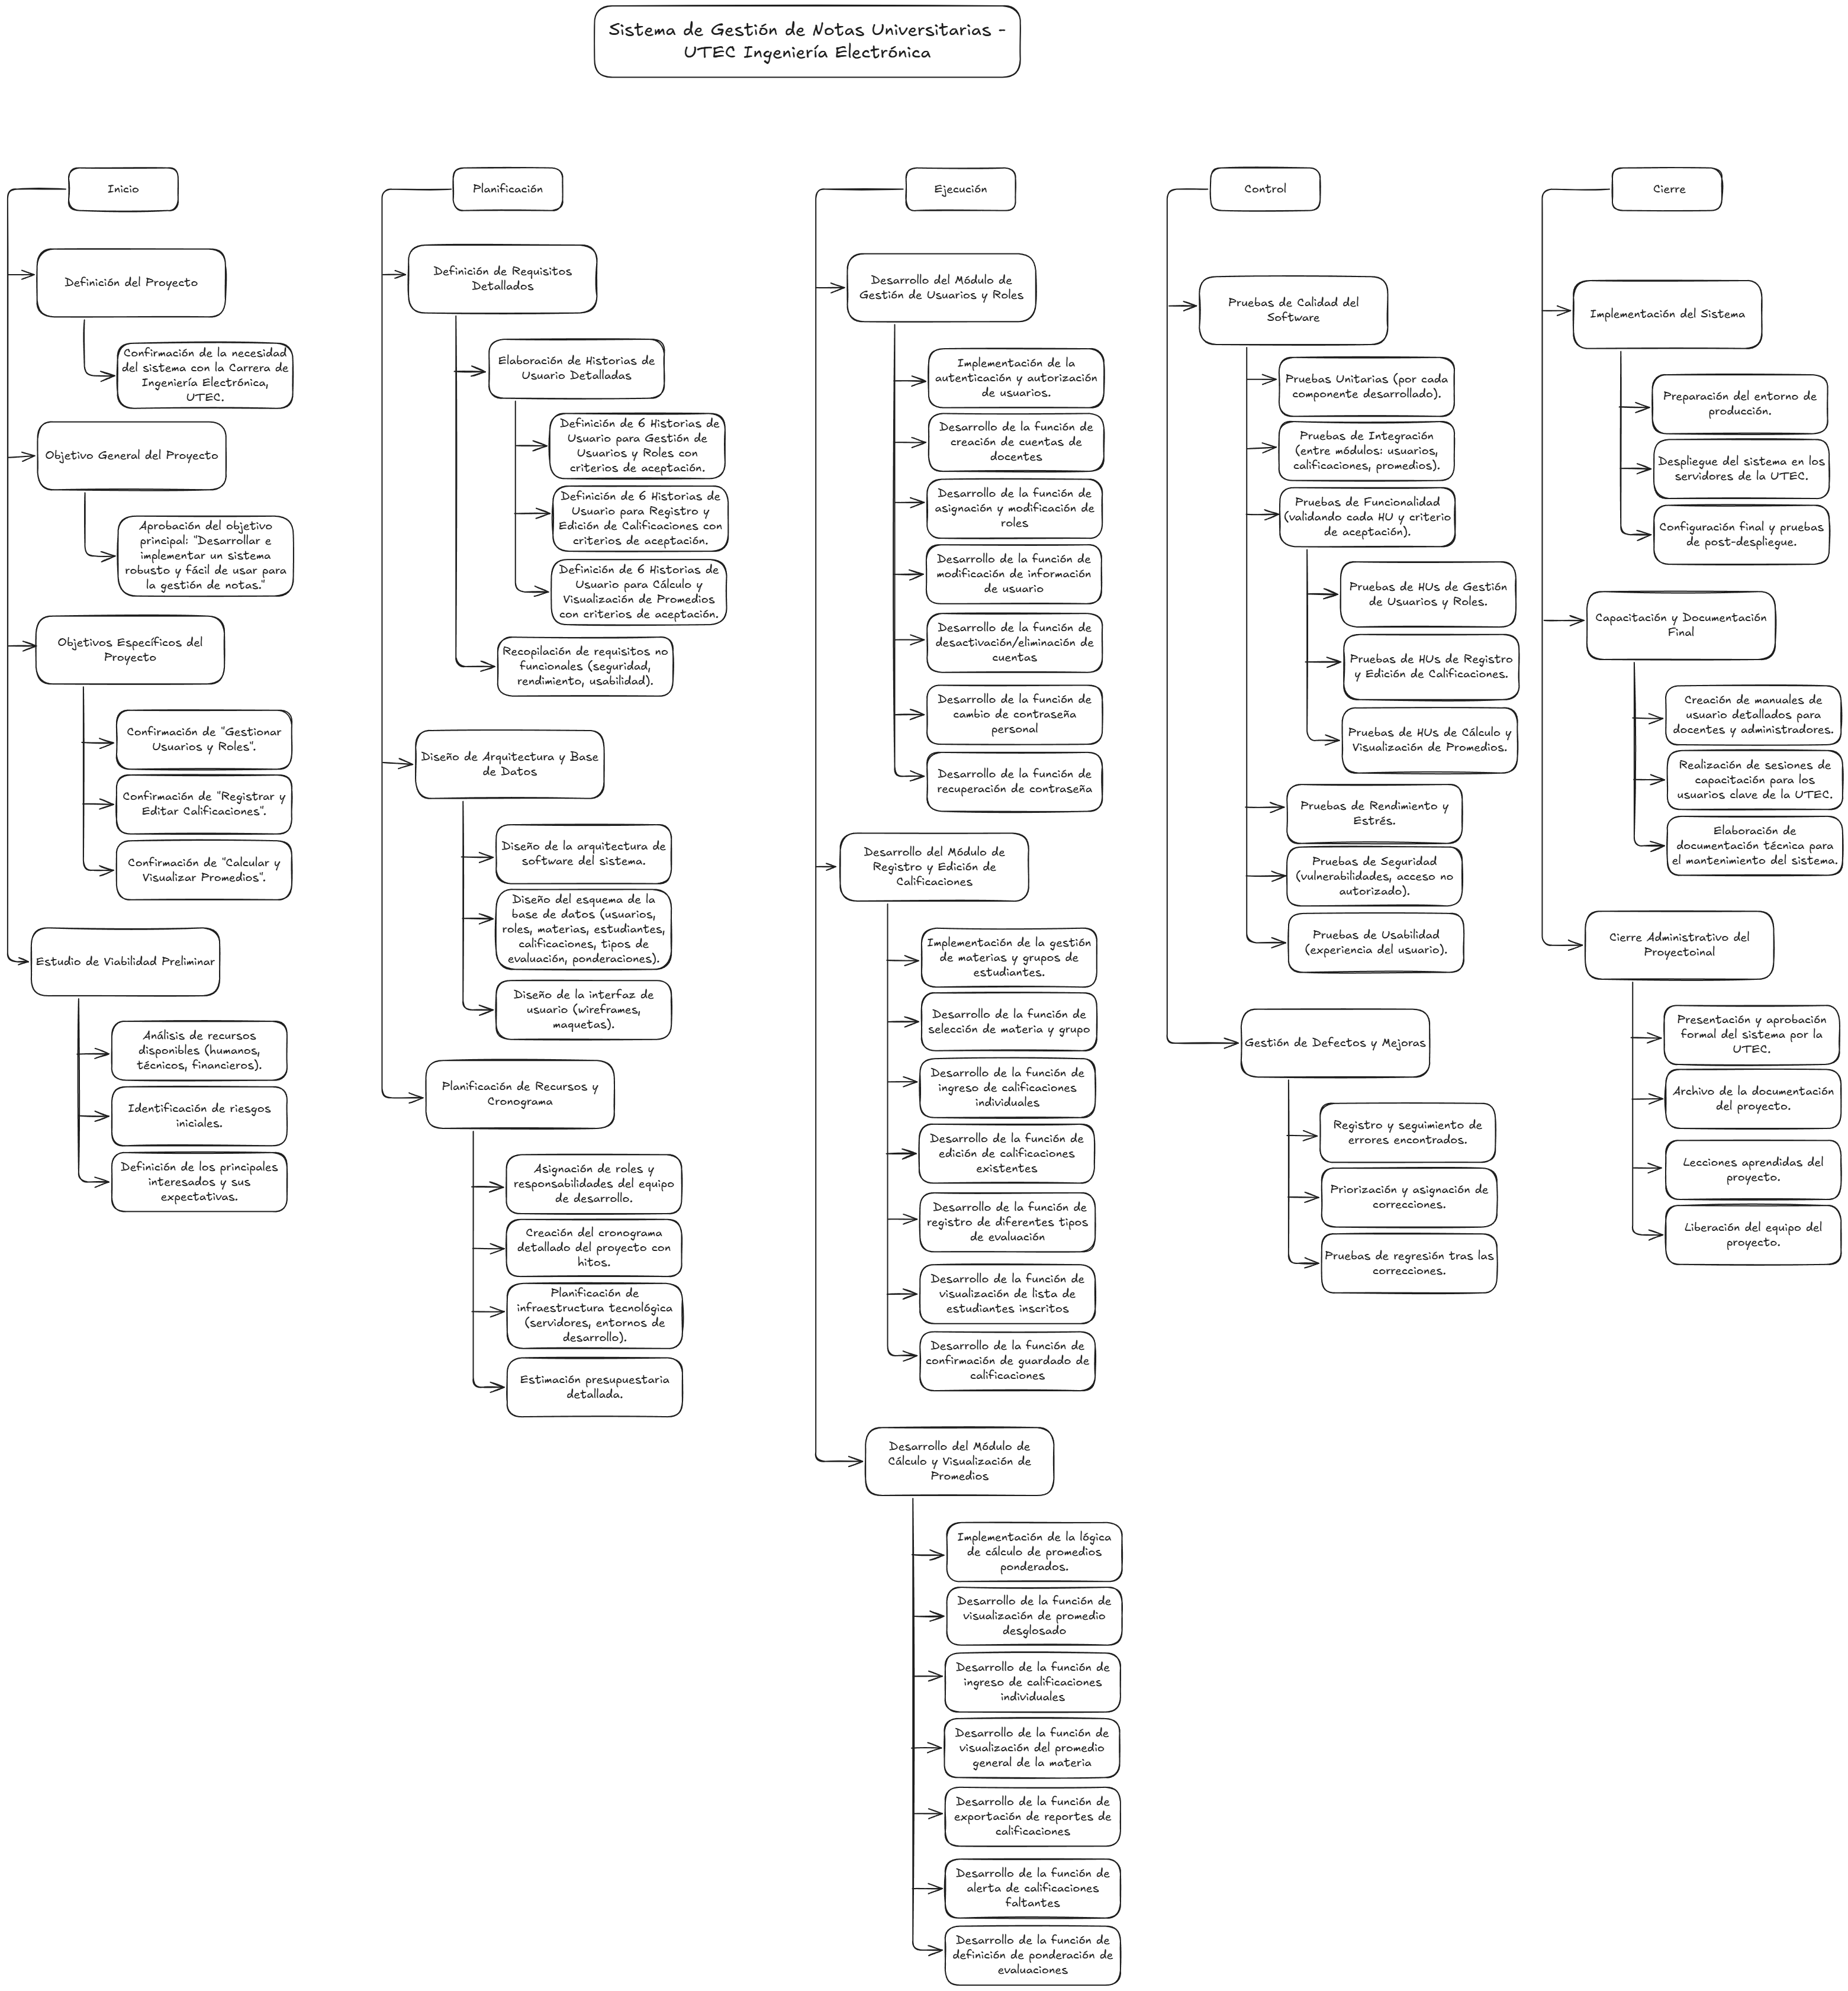 Sistema de Gestión de Notas Universitarias -
UTEC Ingeniería Electrónica
Inicio
Definición del Proyecto
Confirmación de la necesidad
del sistema con la Carrera de
Ingeniería Electrónica,
UTEC.
Objetivo General del Proyecto
Aprobación del objetivo
principal: "Desarrollar e
implementar un sistema
robusto y fácil de usar para
la gestión de notas."
Objetivos Específicos del
Proyecto
Confirmación de "Gestionar
Usuarios y Roles".
Confirmación de "Registrar y
Editar Calificaciones".
Confirmación de "Calcular y
Visualizar Promedios".
Estudio de Viabilidad Preliminar
Análisis de recursos
disponibles (humanos,
técnicos, financieros).
Identificación de riesgos
iniciales.
Definición de los principales
interesados y sus
expectativas.
Planificación
Definición de Requisitos
Detallados
Elaboración de Historias de
Usuario Detalladas
Definición de 6 Historias de
Usuario para Gestión de
Usuarios y Roles con
criterios de aceptación.
Definición de 6 Historias de
Usuario para Registro y
Edición de Calificaciones con
criterios de aceptación.
Definición de 6 Historias de
Usuario para Cálculo y
Visualización de Promedios
con criterios de aceptación.
Recopilación de requisitos no
funcionales (seguridad,
rendimiento, usabilidad).
Diseño de Arquitectura y Base
de Datos
Diseño de la arquitectura de
software del sistema.
Diseño del esquema de la
base de datos (usuarios,
roles, materias, estudiantes,
calificaciones, tipos de
evaluación, ponderaciones).
Diseño de la interfaz de
usuario (wireframes,
maquetas).
Planificación de Recursos y
Cronograma
Asignación de roles y
responsabilidades del equipo
de desarrollo.
Creación del cronograma
detallado del proyecto con
hitos.
Planificación de
infraestructura tecnológica
(servidores, entornos de
desarrollo).
Estimación presupuestaria
detallada.
Ejecución
Desarrollo del Módulo de
Gestión de Usuarios y Roles
Implementación de la
autenticación y autorización
de usuarios.
Desarrollo de la función de
creación de cuentas de
docentes
Desarrollo de la función de
asignación y modificación de
roles
Desarrollo de la función de
modificación de información
de usuario
Desarrollo de la función de
desactivación/eliminación de
cuentas
Desarrollo de la función de
cambio de contraseña
personal
Desarrollo de la función de
recuperación de contraseña
Desarrollo del Módulo de
Registro y Edición de
Calificaciones
Implementación de la gestión
de materias y grupos de
estudiantes.
Desarrollo de la función de
selección de materia y grupo
Desarrollo de la función de
ingreso de calificaciones
individuales
Desarrollo de la función de
edición de calificaciones
existentes
Desarrollo de la función de
registro de diferentes tipos
de evaluación
Desarrollo de la función de
visualización de lista de
estudiantes inscritos
Desarrollo de la función de
confirmación de guardado de
calificaciones
Desarrollo del Módulo de
Cálculo y Visualización de
Promedios
Implementación de la lógica
de cálculo de promedios
ponderados.
Desarrollo de la función de
visualización de promedio
desglosado
Desarrollo de la función de
ingreso de calificaciones
individuales
Desarrollo de la función de
visualización del promedio
general de la materia
Desarrollo de la función de
exportación de reportes de
calificaciones
Desarrollo de la función de
alerta de calificaciones
faltantes
Desarrollo de la función de
definición de ponderación de
evaluaciones
Control
Pruebas de Calidad del
Software
Pruebas Unitarias (por cada
componente desarrollado).
Pruebas de Integración
(entre módulos: usuarios,
calificaciones, promedios).
Pruebas de Funcionalidad
(validando cada HU y criterio
de aceptación).
Pruebas de HUs de Gestión
de Usuarios y Roles.
Pruebas de HUs de Registro
y Edición de Calificaciones.
Pruebas de HUs de Cálculo y
Visualización de Promedios.
Pruebas de Rendimiento y
Estrés.
Pruebas de Seguridad
(vulnerabilidades, acceso no
autorizado).
Pruebas de Usabilidad
(experiencia del usuario).
Gestión de Defectos y Mejoras
Registro y seguimiento de
errores encontrados.
Priorización y asignación de
correcciones.
Pruebas de regresión tras las
correcciones.
Cierre
Implementación del Sistema
Preparación del entorno de
producción.
Despliegue del sistema en los
servidores de la UTEC.
Configuración final y pruebas
de post-despliegue.
Capacitación y Documentación
Final
Creación de manuales de
usuario detallados para
docentes y administradores.
Realización de sesiones de
capacitación para los
usuarios clave de la UTEC.
Elaboración de
documentación técnica para
el mantenimiento del sistema.
Cierre Administrativo del
Proyectoinal
Presentación y aprobación
formal del sistema por la
UTEC.
Archivo de la documentación
del proyecto.
Lecciones aprendidas del
proyecto.
Liberación del equipo del
proyecto.